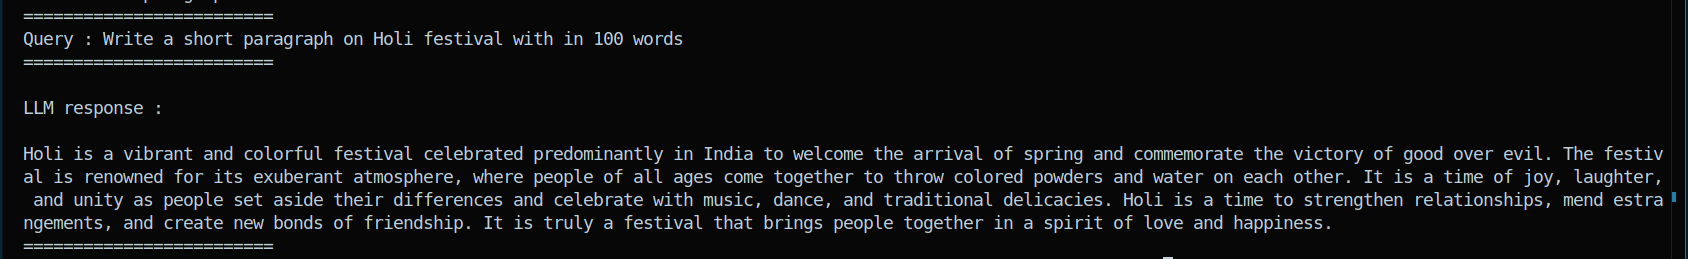 =========================
Query : Write a short paragraph on Holi festival with in 100 words
=========================
LLM response :
Holi is a vibrant and colorful festival celebrated predominantly in India to welcome the arrival of spring and commemorate the victory of good over evil. The festiv
al is renowned for its exuberant atmosphere, where people of all ages come together to throw colored powders and water on each other. It is a time of joy, laughter,
 and unity as people set aside their differences and celebrate with music, dance, and traditional delicacies. Holi is a time to strengthen relationships, mend estra
ngements, and create new bonds of friendship. It is truly a festival that brings people together in a spirit of love and happiness.
=========================